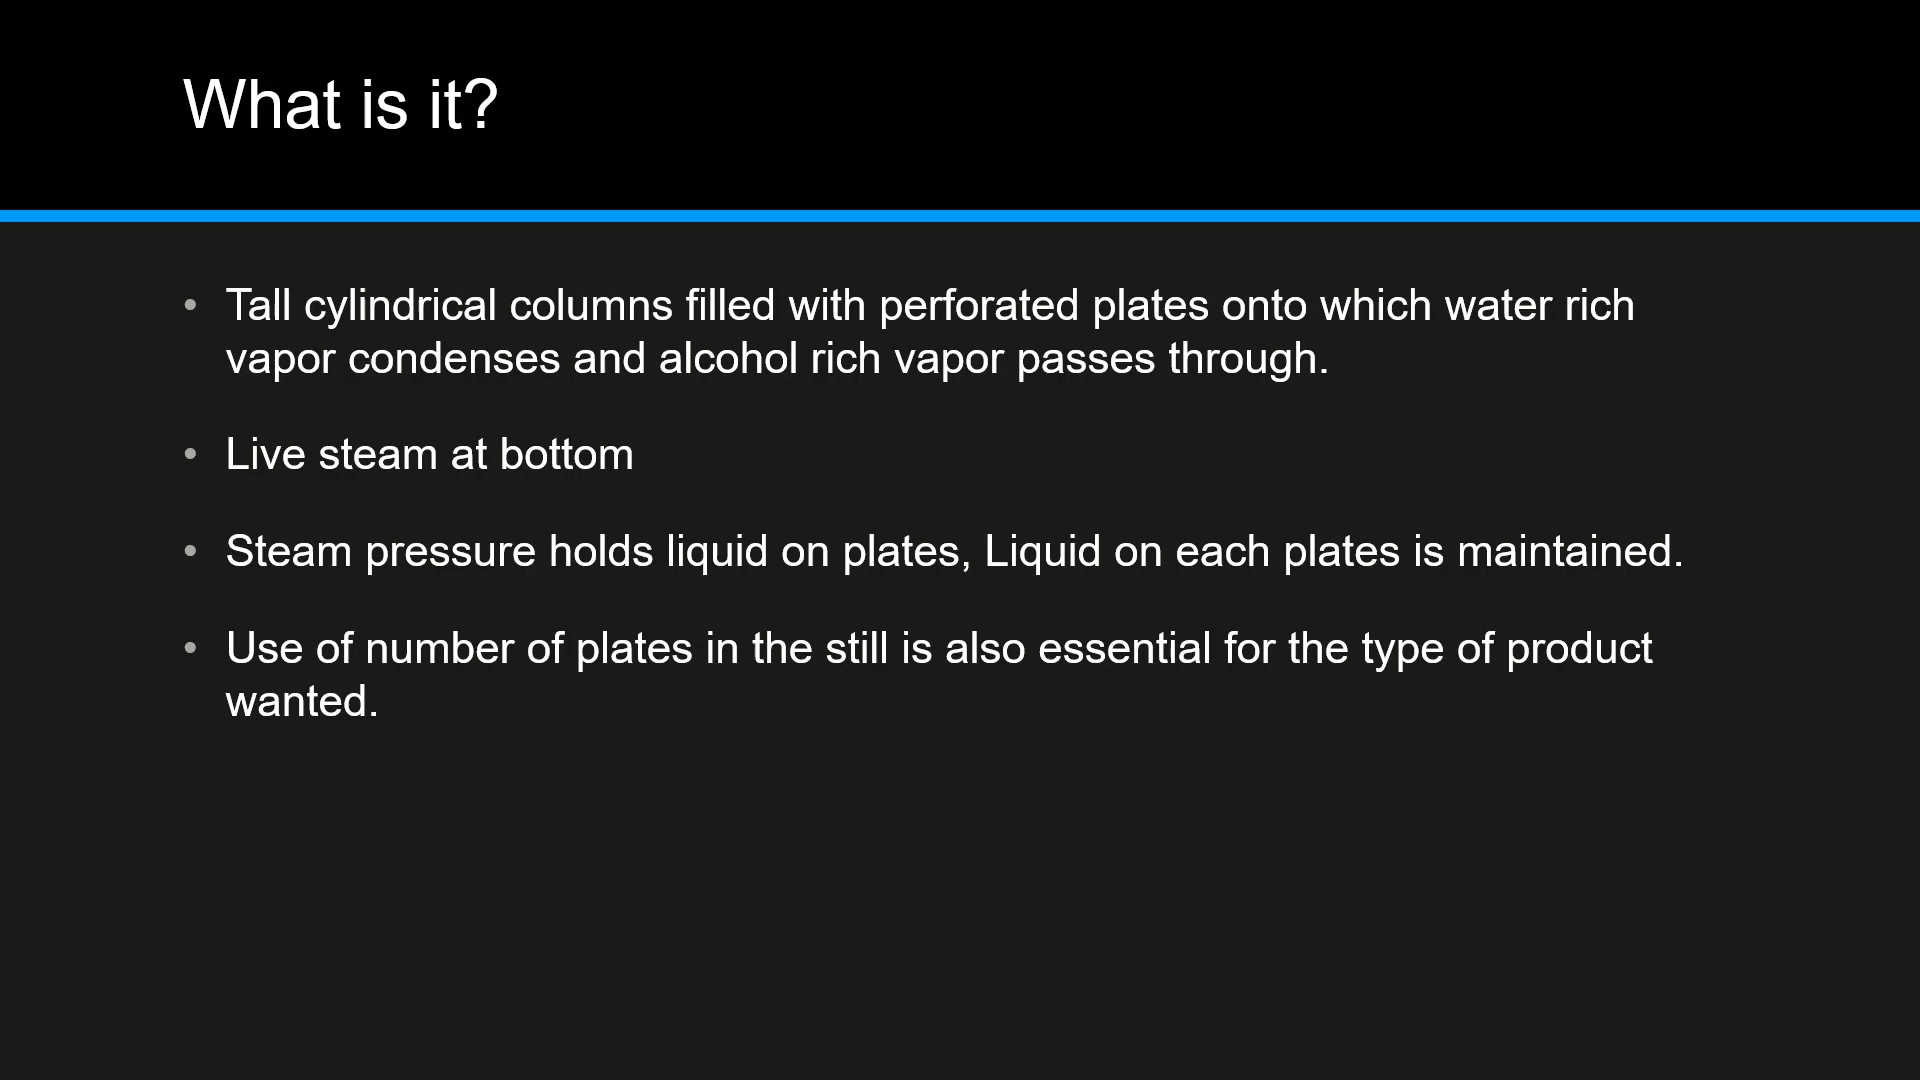 What is it?
• Tall cylindrical columns filled with perforated plates onto which water rich
vapor condenses and alcohol rich vapor passes through.
• Live steam at bottom
• Steam pressure holds liquid on plates, Liquid on each plates is maintained.
• Use of number of plates in the still is also essential for the type of product
wanted.